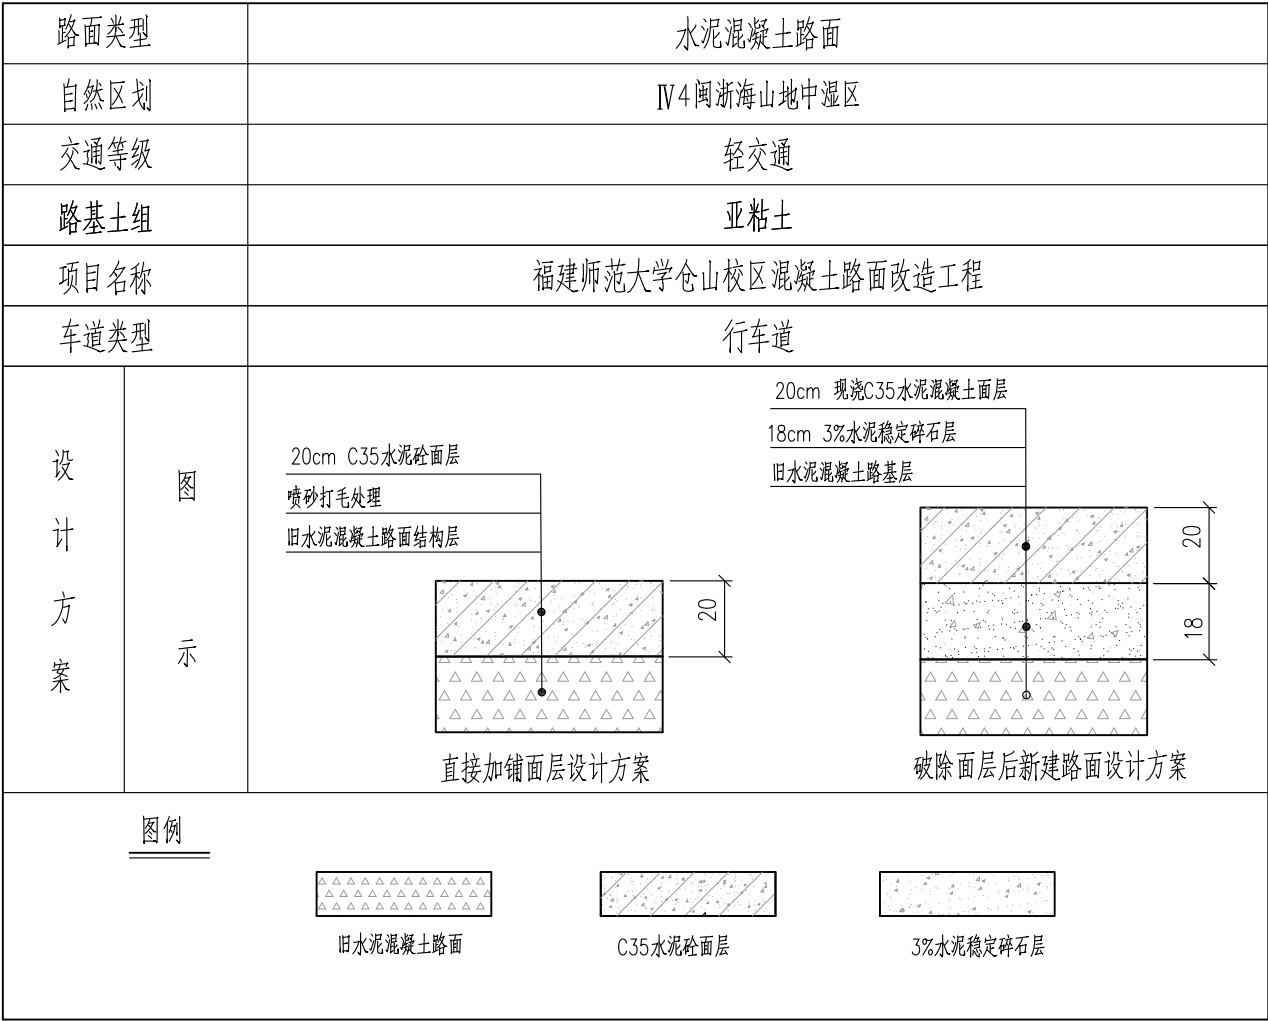 路面类型
水泥混凝土路面
自然区划
Ⅳ4闽浙海山地中湿区
交通等级
轻交通
路基土组
亚粘土
项目名称
福建师范大学仓山校区混凝土路面改造工程
车道类型
行车道
设计方案
图示
20cm C35水泥砼面层
喷砂打毛处理
旧水泥混凝土路面结构层
20
直接加铺面层设计方案
20cm 现浇C35水泥混凝土面层
18cm 3%水泥稳定碎石层
旧水泥混凝土路基层
20
18
破除面层后新建路面设计方案
图例
旧水泥混凝土路面
C35水泥砼面层
3%水泥稳定碎石层